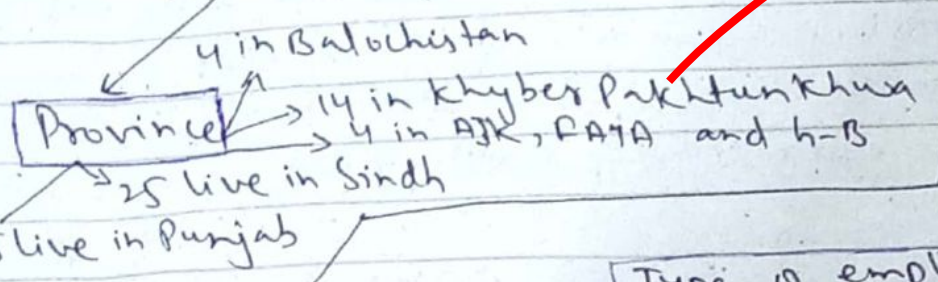 4 in Balochistan
14 in Khyber Pakhtunkhwa
Province
4 in AJK, FATA and h-B
25 live in Sindh
live in Punjab